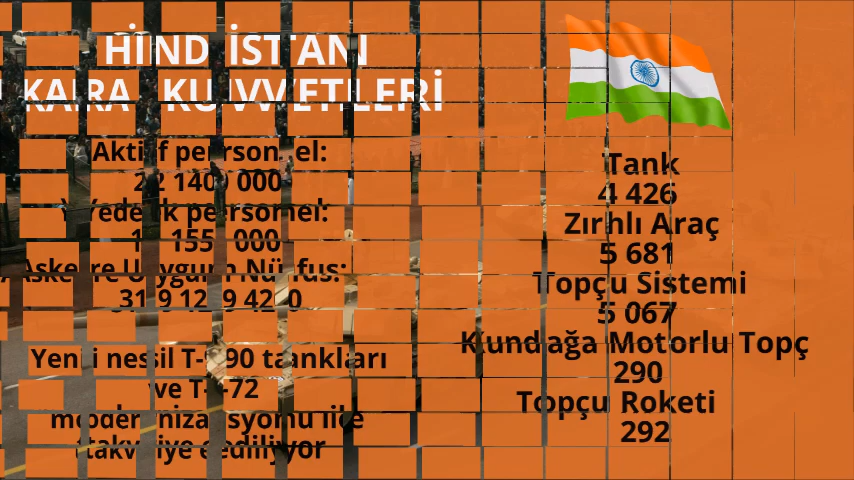 HİNDİSTAN
KARA KUVVETLERİ
Aktif personel:
2 140 000
Yedek personel:
1 155 000
Askere Uygun Nüfus:
Yeni nesil T-90 tankları
ve T-72
modernizasyonu ile
takviye ediliyor
Tank
4 426
Zırhlı Araç
5 681
Topçu Sistemi
5 067
Kundağa Motorlu Topç
290
Topçu Roketi
292